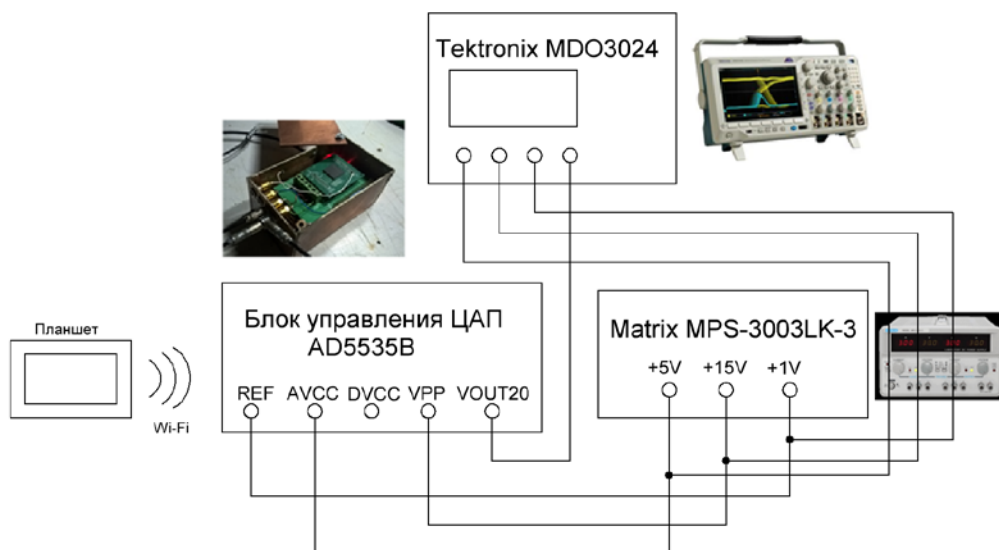 Tektronix MDO3024
Блок управления ЦАП
AD5535B
REF AVCC DVCC VPP VOUT20
Matrix MPS-3003LK-3
+5V +15V +1V
Планшет
Wi-Fi